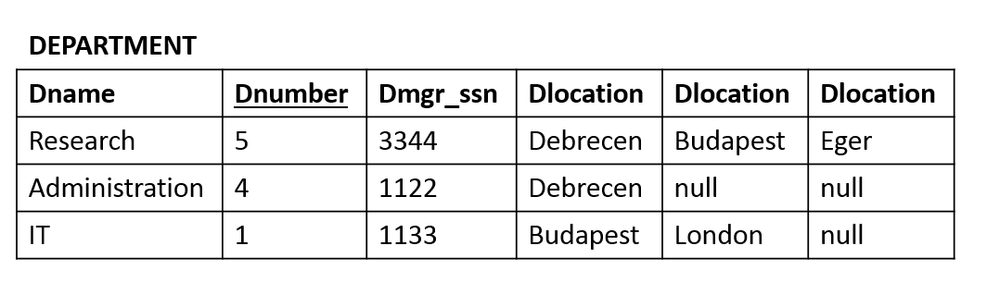 DEPARTMENT
Dname Dnumber Dmgr_ssn Dlocation Dlocation Dlocation
Research 5 3344 Debrecen Budapest Eger
Administration 4 1122 Debrecen null null
IT 1 1133 Budapest London null